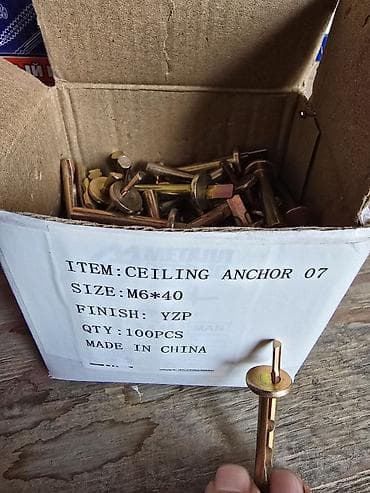 ITEM:CEILING ANCHOR 07
SIZE:M6*40
FINISH: YZP
QTY:100PCS
MADE IN CHINA